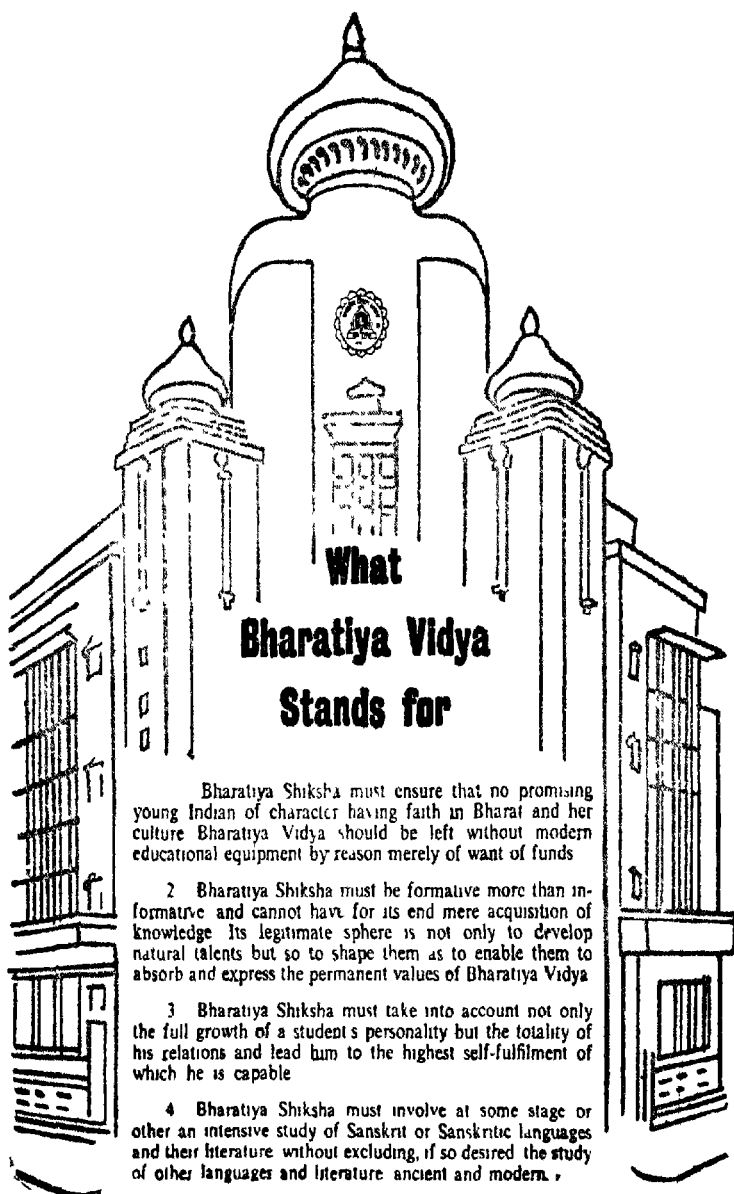 What
Bharatiya Vidya
Stands for
Bharatiya Shiksha must ensure that no promising
young Indian of character having faith in Bharat and her
culture Bharatiya Vidya should be left without modern
educational equipment by reason merely of want of funds
2 Bharatiya Shiksha must be formative more than in-
formative and cannot have for its end mere acquisition of
knowledge Its legitimate sphere is not only to develop
natural talents but so to shape them as to enable them to
absorb and express the permanent values of Bharatiya Vidya
3 Bharatiya Shiksha must take into account not only
the full growth of a student s personality but the totality of
his relations and lead him to the highest self-fulfilment of
which he is capable
4 Bharatiya Shiksha must involve at some stage or
other an intensive study of Sanskrit or Sanskritic languages
and their literature without excluding, if so desired the study
of other languages and literature ancient and modern.